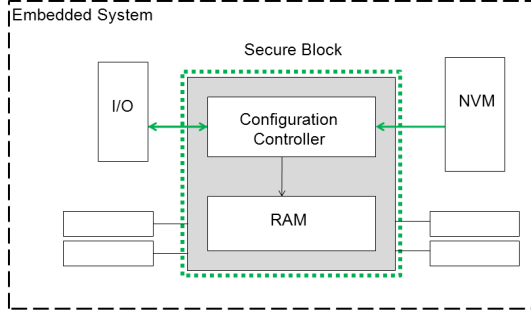 Embedded System
Secure Block
I/O
Configuration
Controller
NVM
RAM